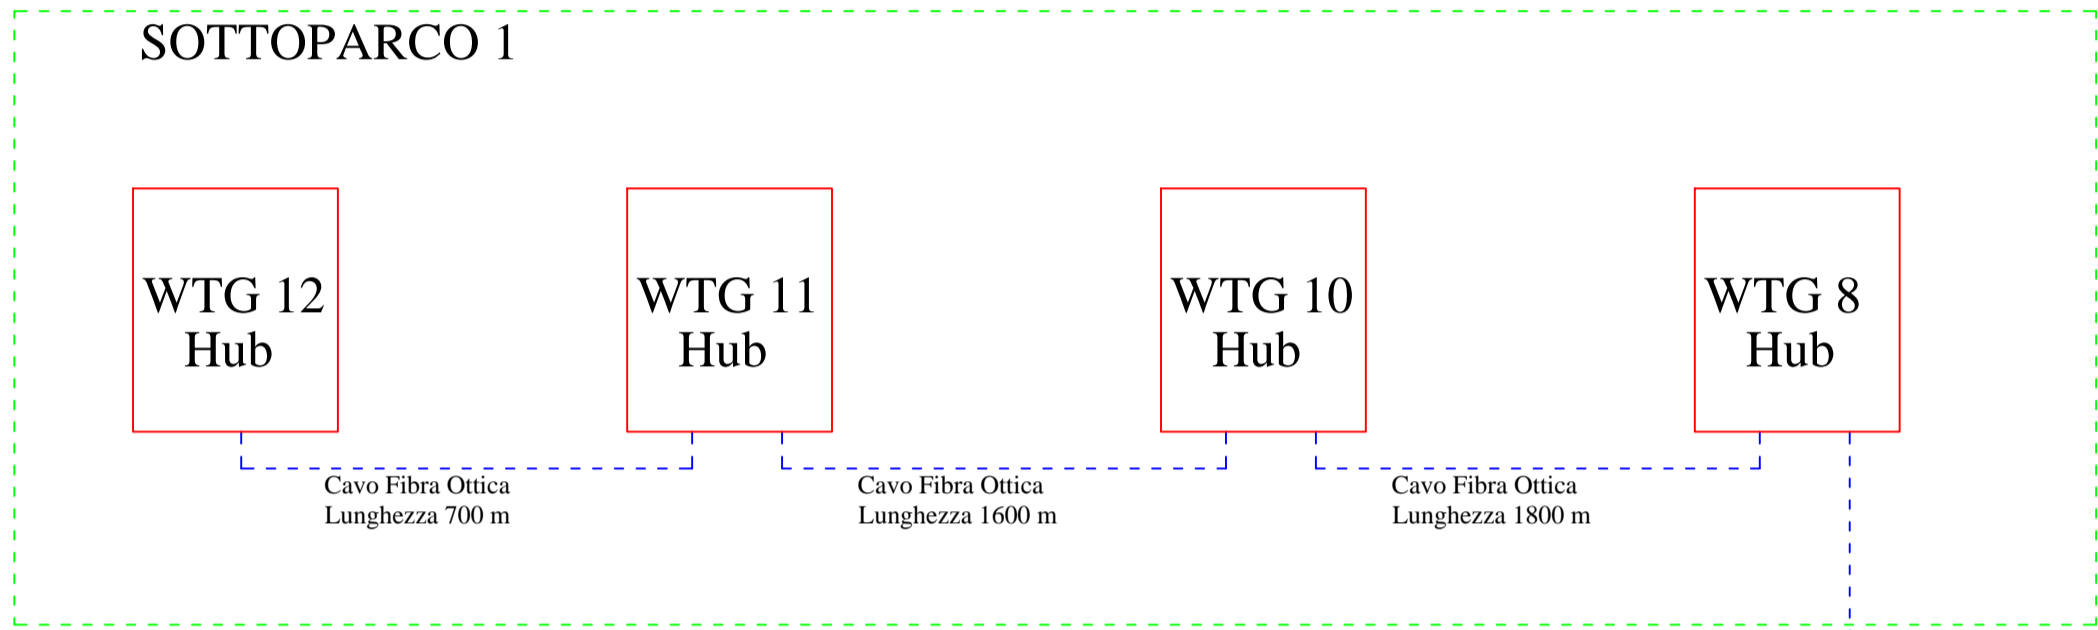 SOTTOPARCO 1
WTG 12
Hub
WTG 11
Hub
WTG 10
Hub
WTG 8
Hub
Cavo Fibra Ottica
Lunghezza 700 m
Cavo Fibra Ottica
Lunghezza 1600 m
Cavo Fibra Ottica
Lunghezza 1800 m